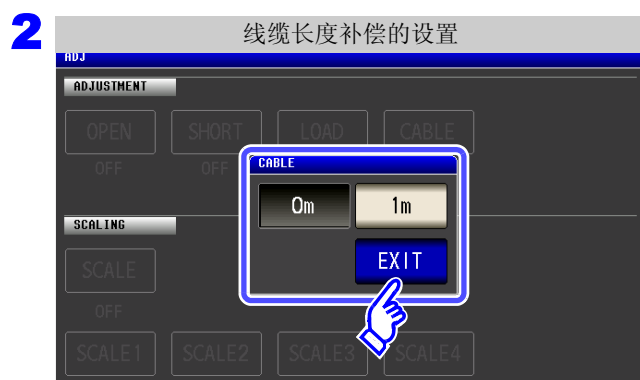 2
线缆长度补偿的设置
ADJ
ADJUSTMENT
OPEN SHORT LOAD CABLE
OFF OFF
CABLE
0m 1m
EXIT
SCALING
SCALE
OFF
SCALE1 SCALE2 SCALE3 SCALE4